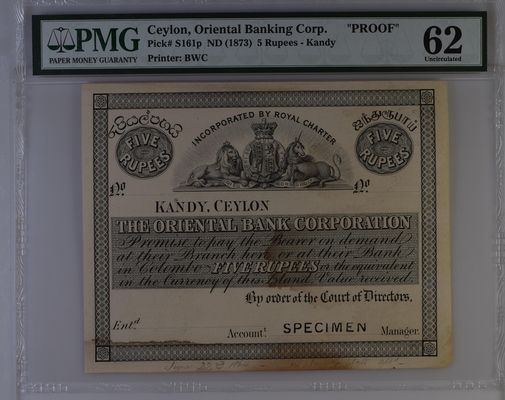 PMG
PAPER MONEY GUARANTY
Ceylon, Oriental Banking Corp. "PROOF"
Pick# S161p ND (1873) 5 Rupees - Kandy
Printer: BWC
62
Uncirculated
ஐந்துரூபாய்
INCORPORATED BY ROYAL CHARTER
FIVE RUPEES
FIVE RUPEES
No
No
KANDY, CEYLON
THE ORIENTAL BANK CORPORATION
Promise to pay the Bearer on demand
at their Branch here or at their Bank
in Colombo FIVE RUPEES or the equivalent
in the Currency of this Island, Value received.
By order of the Court of Directors,
Entd.
Accountt. SPECIMEN Manager.